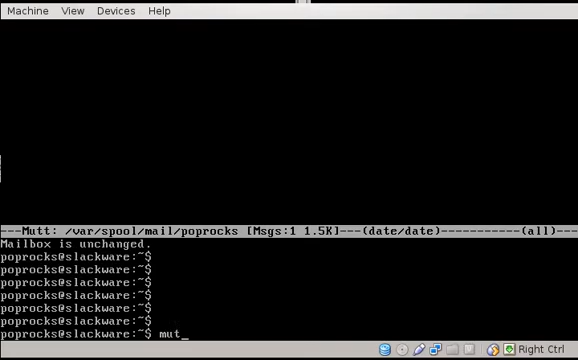 Machine View Devices Help
---Mutt: /var/spool/mail/poprocks [Msgs:1 1.5K]---(date/date)-----------(all)---
Mailbox is unchanged.
poprocks@slackware:~$
poprocks@slackware:~$
poprocks@slackware:~$
poprocks@slackware:~$
poprocks@slackware:~$
poprocks@slackware:~$
poprocks@slackware:~$ mut_
Right Ctrl